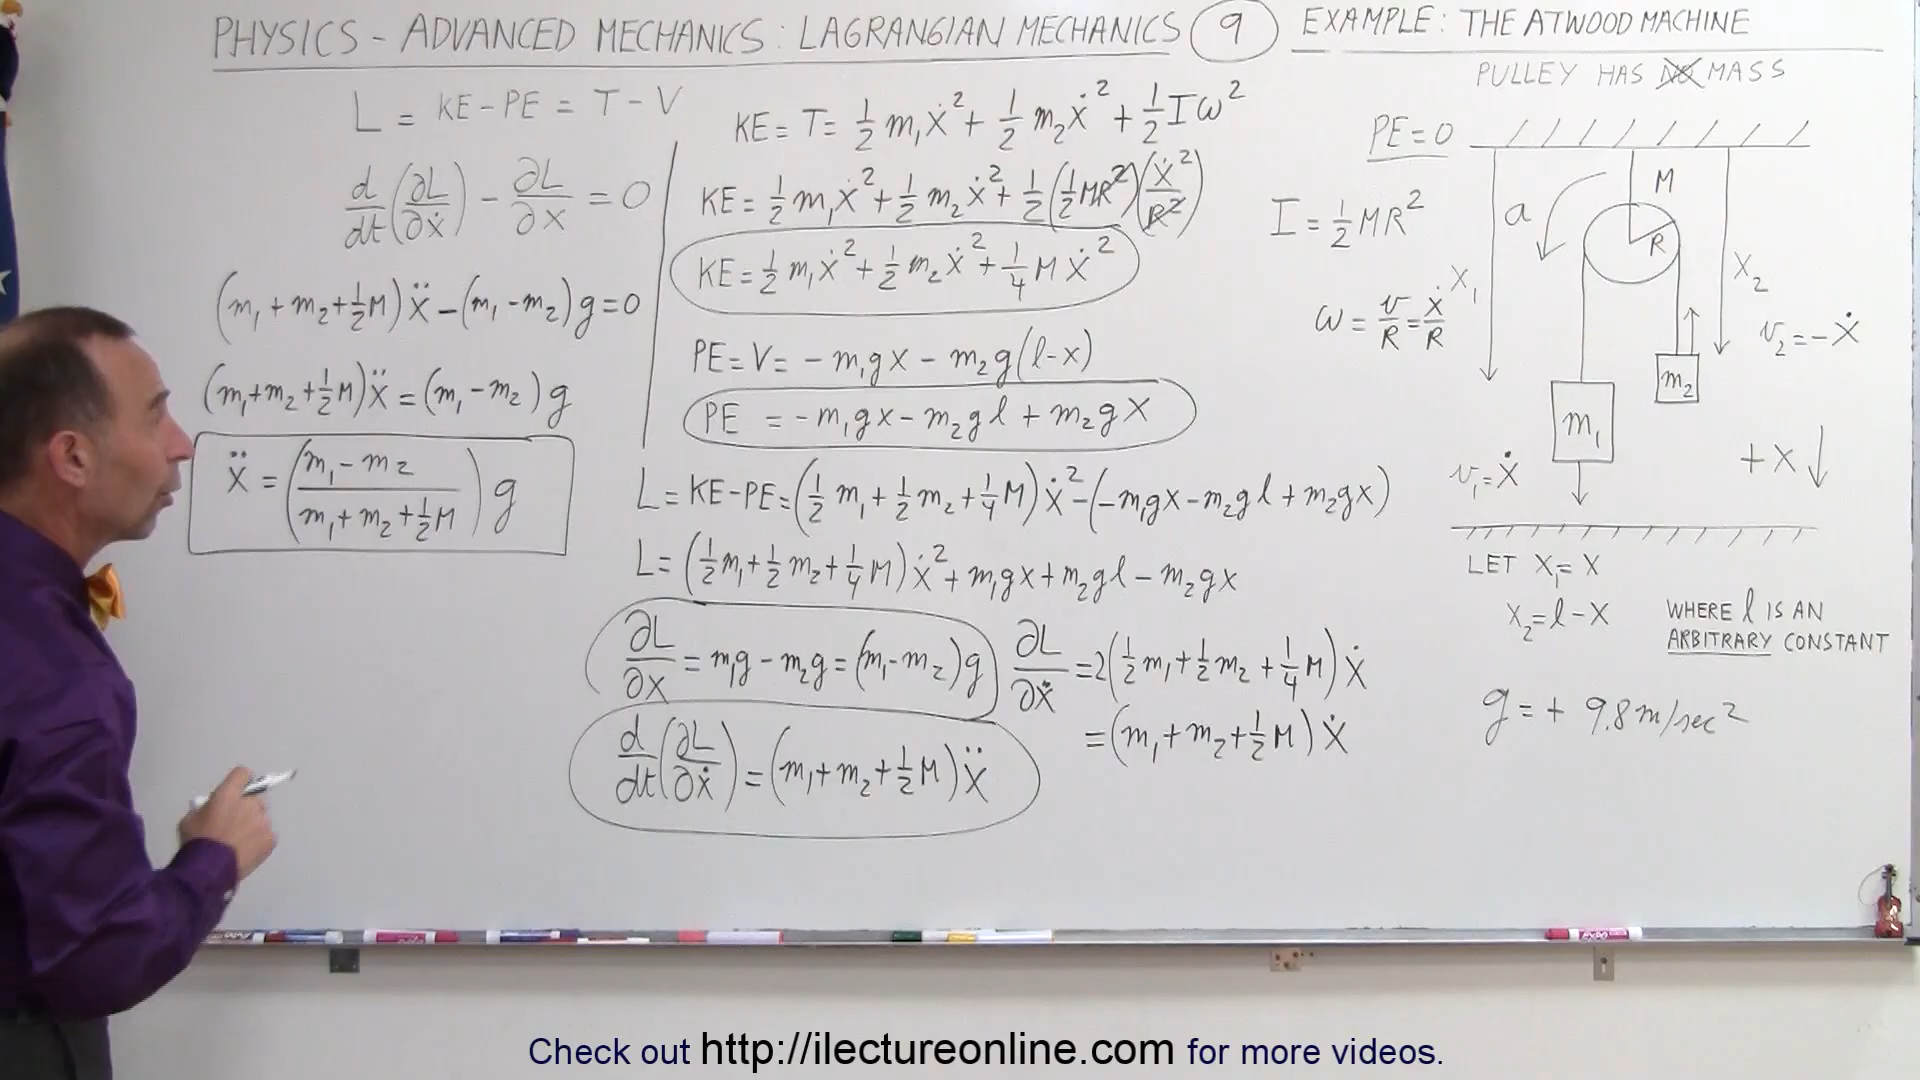 PHYSICS - ADVANCED MECHANICS: LAGRANGIAN MECHANICS 9 EXAMPLE: THE ATWOOD MACHINE
PULLEY HAS NO MASS
L = KE - PE = T - V
d/dt(∂L/∂ẋ) - ∂L/∂x = 0
(m₁ + m₂ + ½M)ẍ - (m₁ - m₂)g = 0
(m₁ + m₂ + ½M)ẍ = (m₁ - m₂)g
ẍ = ((m₁ - m₂)/(m₁ + m₂ + ½M)) g
KE = T = ½ m₁ẋ² + ½ m₂ẋ² + ½ I ω²
KE = ½ m₁ẋ² + ½ m₂ẋ² + ½(½MR²)(ẋ²/R²)
KE = ½ m₁ẋ² + ½ m₂ẋ² + ¼ M ẋ²
PE = V = - m₁gx - m₂g(l-x)
PE = - m₁gx - m₂gl + m₂gx
L = KE - PE = (½ m₁ + ½ m₂ + ¼ M)ẋ² - (-m₁gx - m₂gl + m₂gx)
L = (½ m₁ + ½ m₂ + ¼ M)ẋ² + m₁gx + m₂gl - m₂gx
∂L/∂x = m₁g - m₂g = (m₁ - m₂)g
∂L/∂ẋ = 2(½ m₁ + ½ m₂ + ¼ M)ẋ
= (m₁ + m₂ + ½ M)ẋ
d/dt(∂L/∂ẋ) = (m₁ + m₂ + ½ M)ẍ
PE = 0
I = ½MR²
ω = v/R = ẋ/R
a
M
R
x₁
x₂
v₂ = -ẋ
m₂
m₁
v₁ = ẋ
+x
LET x₁ = x
x₂ = l - x
WHERE l IS AN
ARBITRARY CONSTANT
g = + 9.8 m/sec²
EXPO
Check out http://ilectureonline.com for more videos.